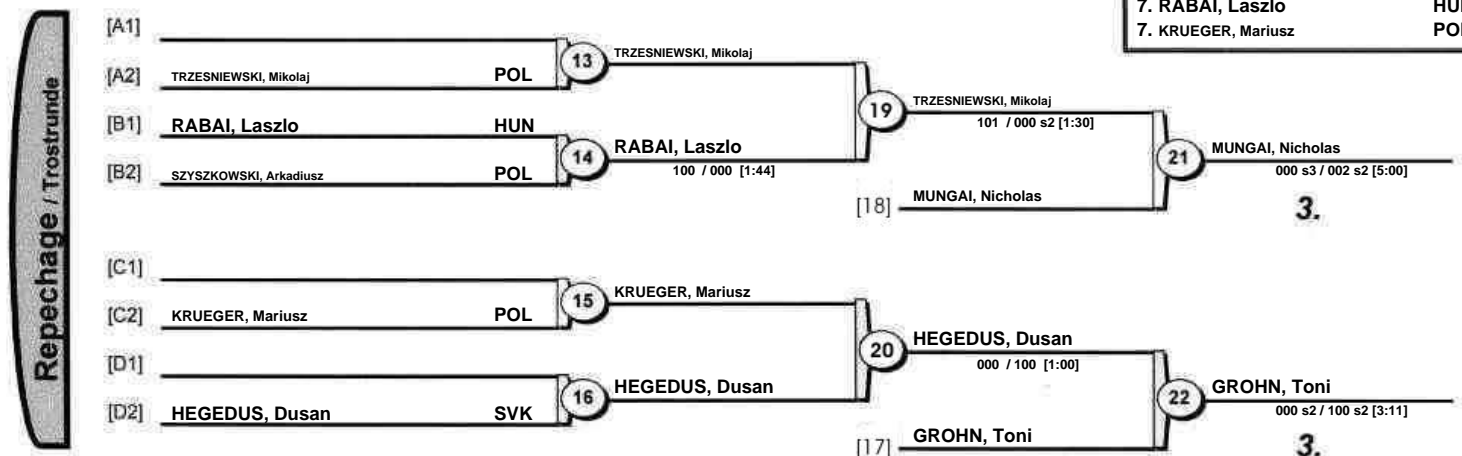 7. RABAI, Laszlo HUN
7. KRUEGER, Mariusz POL
Repechage / Trostrunde
[A1]
[A2] TRZESNIEWSKI, Mikolaj POL
13
TRZESNIEWSKI, Mikolaj
[B1] RABAI, Laszlo HUN
[B2] SZYSZKOWSKI, Arkadiusz POL
14
RABAI, Laszlo
100 / 000 [1:44]
19
TRZESNIEWSKI, Mikolaj
101 / 000 s2 [1:30]
[18] MUNGAI, Nicholas
21
MUNGAI, Nicholas
000 s3 / 002 s2 [5:00]
3.
[C1]
[C2] KRUEGER, Mariusz POL
15
KRUEGER, Mariusz
[D1]
[D2] HEGEDUS, Dusan SVK
16
HEGEDUS, Dusan
20
HEGEDUS, Dusan
000 / 100 [1:00]
[17] GROHN, Toni
22
GROHN, Toni
000 s2 / 100 s2 [3:11]
3.